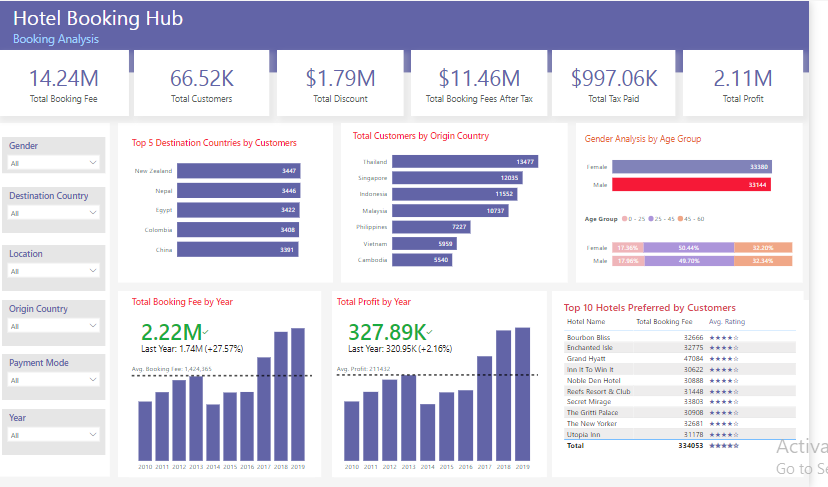 Hotel Booking Hub
Booking Analysis
14.24M
Total Booking Fee
66.52K
Total Customers
$1.79M
Total Discount
$11.46M
Total Booking Fees After Tax
$997.06K
Total Tax Paid
2.11M
Total Profit
Gender
All
Destination Country
All
Location
All
Origin Country
All
Payment Mode
All
Year
All
Top 5 Destination Countries by Customers
New Zealand 3447
Nepal 3446
Egypt 3422
Colombia 3408
China 3391
Total Customers by Origin Country
Thailand 13477
Singapore 12035
Indonesia 11552
Malaysia 10737
Philippines 7227
Vietnam 5959
Cambodia 5540
Gender Analysis by Age Group
Female 33380
Male 33144
Age Group 0 - 25 25 - 45 45 - 60
Female 17.36% 50.44% 32.20%
Male 17.96% 49.70% 32.34%
Total Booking Fee by Year
2.22M
Last Year: 1.74M (+27.57%)
Avg. Booking Fee: 1,424,365
2010 2011 2012 2013 2014 2015 2016 2017 2018 2019
Total Profit by Year
327.89K
Last Year: 320.95K (+2.16%)
Avg. Profit: 211432
2010 2011 2012 2013 2014 2015 2016 2017 2018 2019
Top 10 Hotels Preferred by Customers
Hotel Name Total Booking Fee Avg. Rating
Bourbon Bliss 32666 ★★★★☆
Enchanted Isle 32775 ★★★★☆
Grand Hyatt 47084 ★★★★☆
Inn It To Win It 30622 ★★★★☆
Noble Den Hotel 30888 ★★★★☆
Reefs Resort & Club 31448 ★★★★☆
Secret Mirage 33803 ★★★★☆
The Gritti Palace 30908 ★★★★☆
The New Yorker 32681 ★★★★☆
Utopia Inn 31178 ★★★★☆
Total 334053 ★★★★☆
Activa
Go to Se